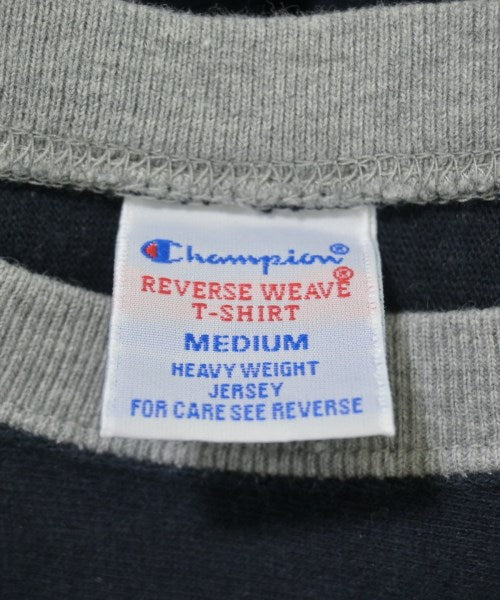 Champion®
REVERSE WEAVE®
T-SHIRT
MEDIUM
HEAVY WEIGHT
JERSEY
FOR CARE SEE REVERSE